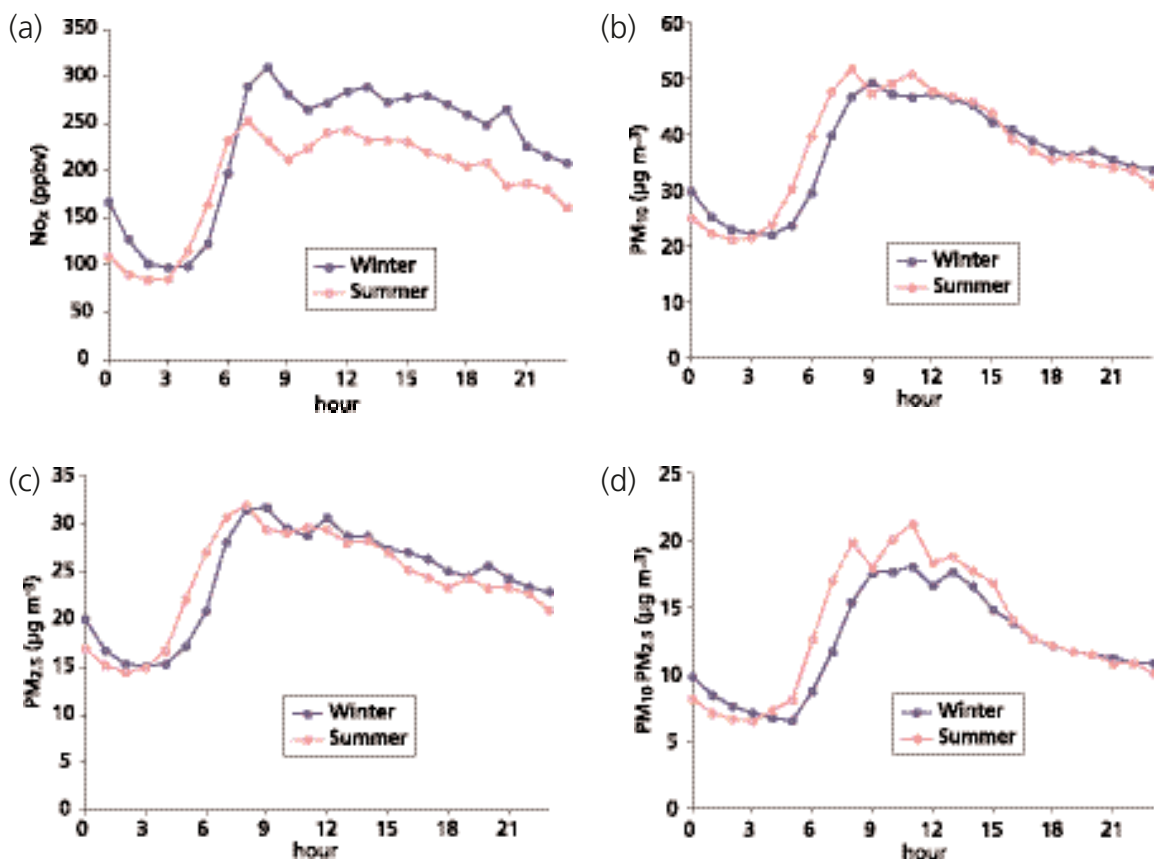 (a)
350
300
250
200
150
100
50
0
No$_x$ (ppbv)
Winter
Summer
0 3 6 9 12 15 18 21
hour
(b)
60
50
40
30
20
10
0
PM₁₀ (µg m⁻³)
Winter
Summer
0 3 6 9 12 15 18 21
hour
(c)
35
30
25
20
15
10
5
0
PM₂.₅ (µg m⁻³)
Winter
Summer
0 3 6 9 12 15 18 21
hour
(d)
25
20
15
10
5
0
PM₁₀ PM₂.₅ (µg m⁻³)
Winter
Summer
0 3 6 9 12 15 18 21
hour